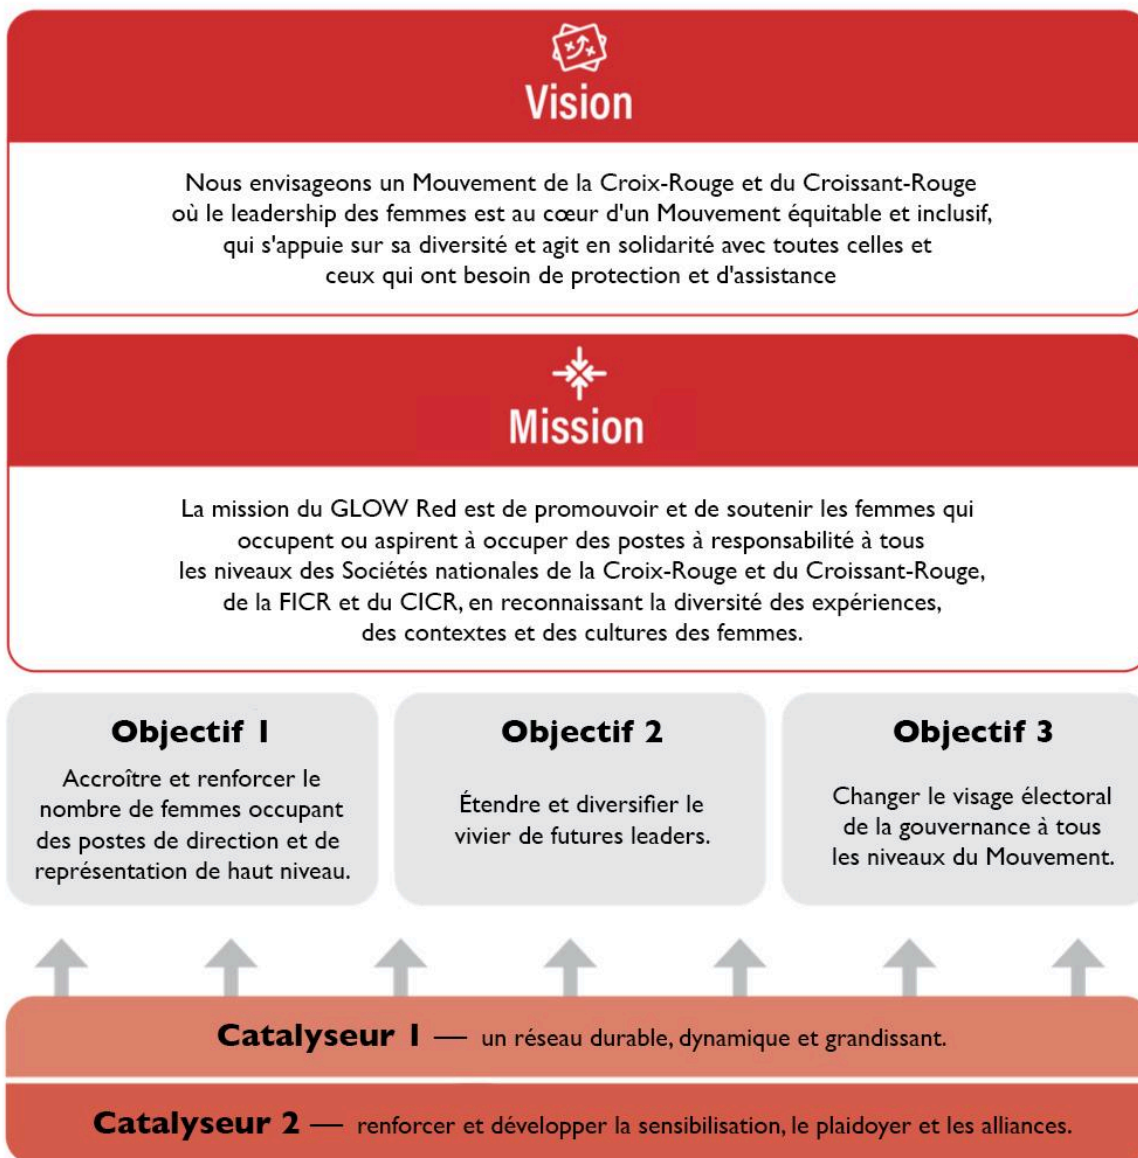 Vision
Nous envisageons un Mouvement de la Croix-Rouge et du Croissant-Rouge
où le leadership des femmes est au cœur d'un Mouvement équitable et inclusif,
qui s'appuie sur sa diversité et agit en solidarité avec toutes celles et
ceux qui ont besoin de protection et d'assistance
Mission
La mission du GLOW Red est de promouvoir et de soutenir les femmes qui
occupent ou aspirent à occuper des postes à responsabilité à tous
les niveaux des Sociétés nationales de la Croix-Rouge et du Croissant-Rouge,
de la FICR et du CICR, en reconnaissant la diversité des expériences,
des contextes et des cultures des femmes.
Objectif 1
Accroître et renforcer le
nombre de femmes occupant
des postes de direction et de
représentation de haut niveau.
Objectif 2
Étendre et diversifier le
vivier de futures leaders.
Objectif 3
Changer le visage électoral
de la gouvernance à tous
les niveaux du Mouvement.
Catalyseur 1 — un réseau durable, dynamique et grandissant.
Catalyseur 2 — renforcer et développer la sensibilisation, le plaidoyer et les alliances.